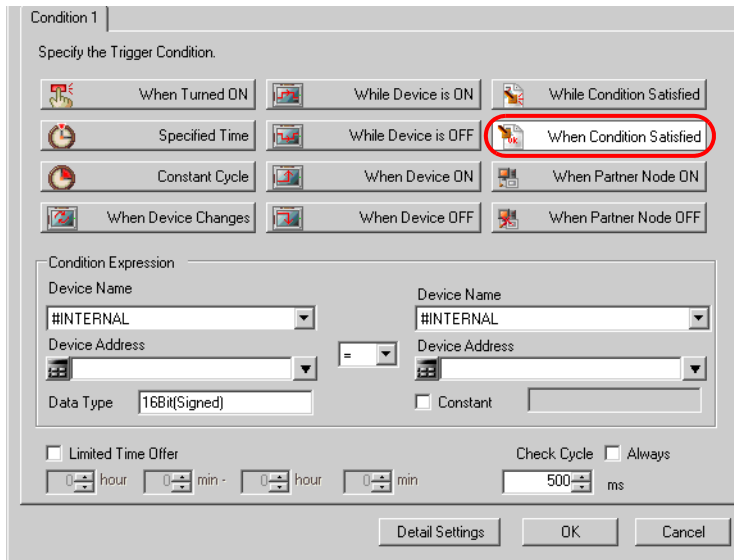 Condition 1
Specify the Trigger Condition.
When Turned ON
While Device is ON
While Condition Satisfied
Specified Time
While Device is OFF
When Condition Satisfied
Constant Cycle
When Device ON
When Partner Node ON
When Device Changes
When Device OFF
When Partner Node OFF
Condition Expression
Device Name
Device Name
#INTERNAL
#INTERNAL
Device Address
=
Device Address
Data Type
16Bit(Signed)
Constant
Limited Time Offer
Check Cycle
Always
0 hour 0 min - 0 hour 0 min
500 ms
Detail Settings
OK
Cancel